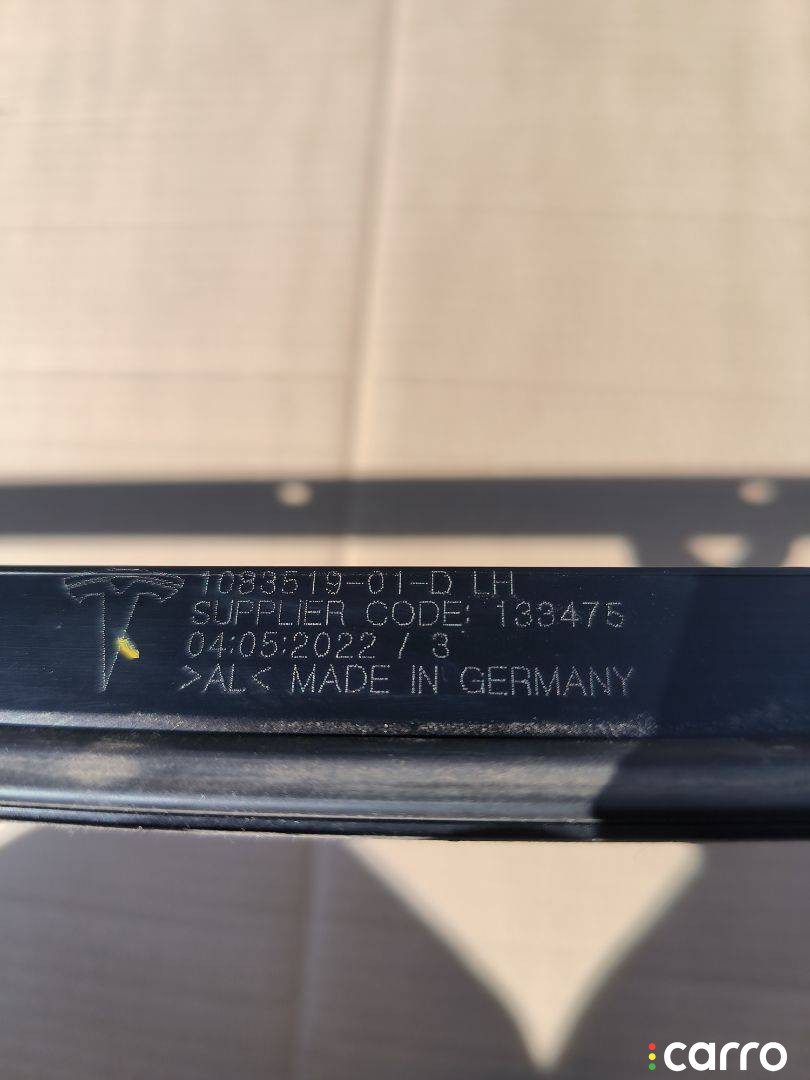 1083519-01-D LH
SUPPLIER CODE: 133475
04:05:2022 / 3
>AL< MADE IN GERMANY
carro